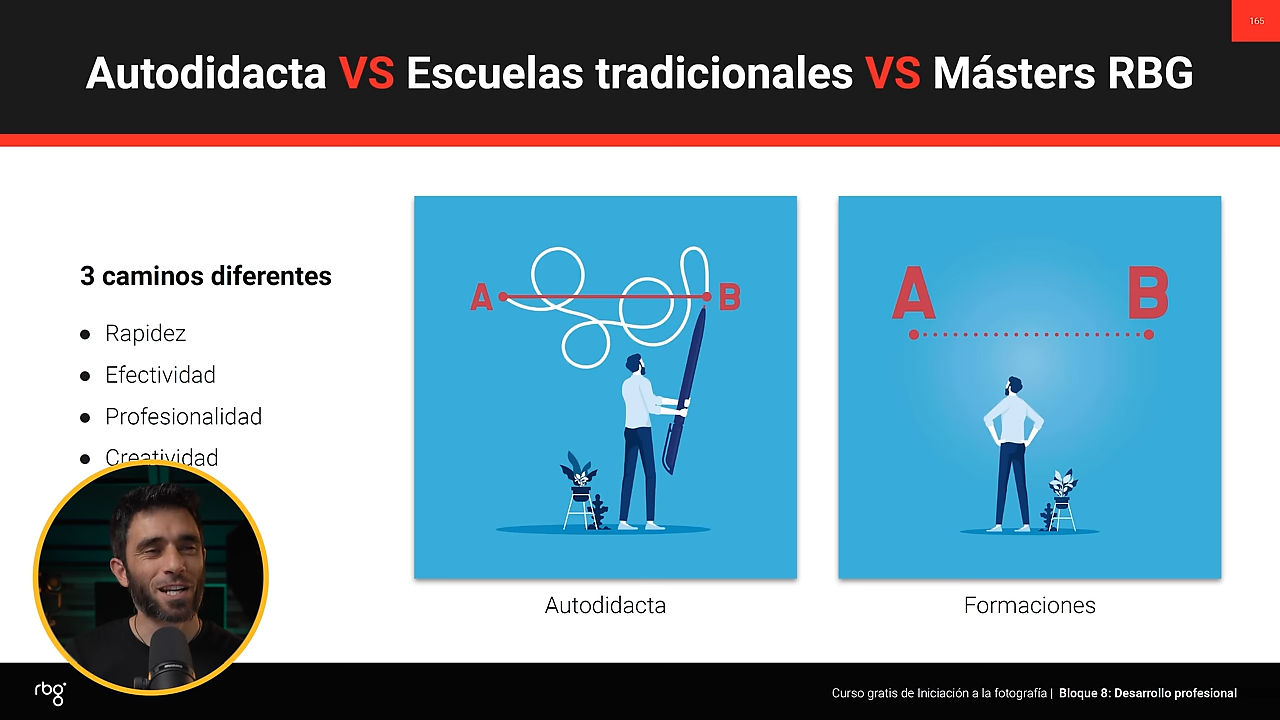 165
Autodidacta VS Escuelas tradicionales VS Másters RBG
3 caminos diferentes
Rapidez
Efectividad
Profesionalidad
Creatividad
A
B
A
B
Autodidacta
Formaciones
rbg
Curso gratis de Iniciación a la fotografía | Bloque 8: Desarrollo profesional